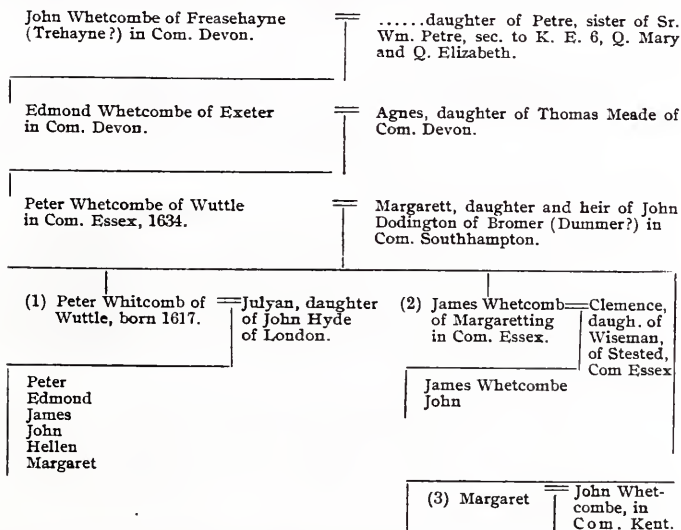 John Whetcombe of Freasehayne
(Trehayne?) in Com. Devon.
......daughter of Petre, sister of Sr.
Wm. Petre, sec. to K. E. 6, Q. Mary
and Q. Elizabeth.
Edmond Whetcombe of Exeter
in Com. Devon.
Agnes, daughter of Thomas Meade of
Com. Devon.
Peter Whetcombe of Wuttle
in Com. Essex, 1634.
Margarett, daughter and heir of John
Dodington of Bromer (Dummer?) in
Com. Southhampton.
(1) Peter Whitcomb of
Wuttle, born 1617.
Julyan, daughter
of John Hyde
of London.
(2) James Whetcomb
of Margaretting
in Com. Essex.
Clemence,
daugh. of
Wiseman,
of Stested,
Com Essex
Peter
Edmond
James
John
Hellen
Margaret
James Whetcombe
John
(3) Margaret
John Whet-
combe, in
Com. Kent.